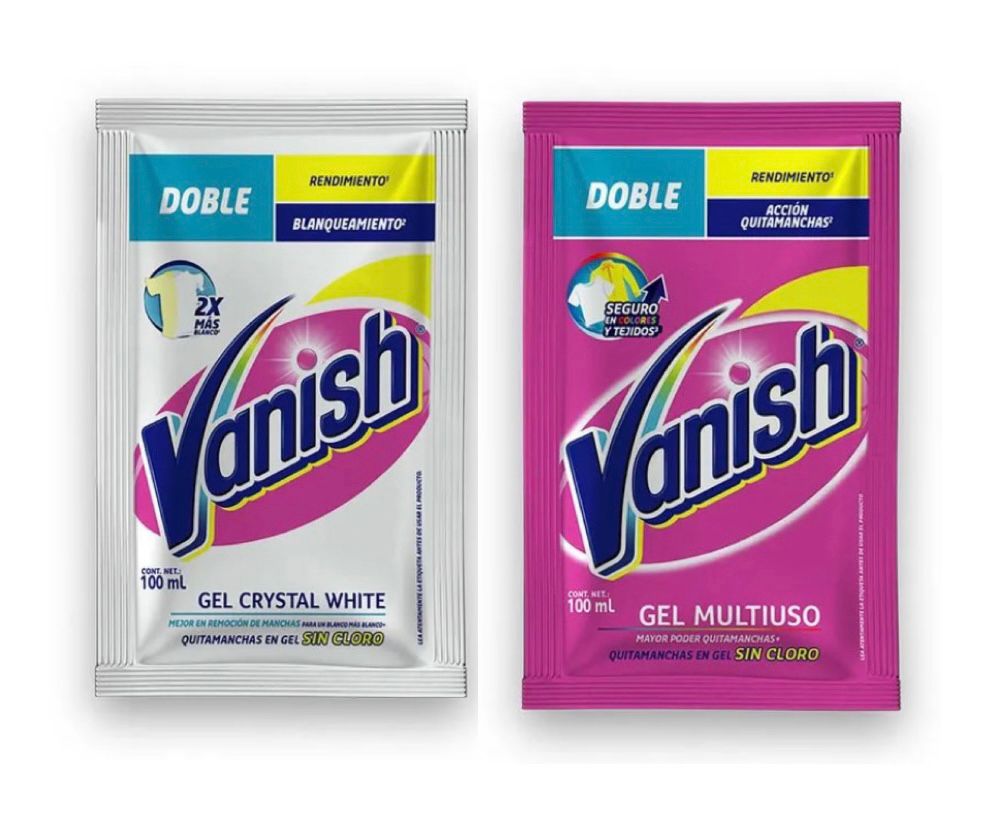 DOBLE
RENDIMIENTO¹
BLANQUEAMIENTO²
2X
MÁS
BLANCO³
Vanish®
CONT. NET.:
100 mL
GEL CRYSTAL WHITE
MEJOR EN REMOCIÓN DE MANCHAS PARA UN BLANCO MÁS BLANCO+
QUITAMANCHAS EN GEL SIN CLORO
LEA ATENTAMENTE LA ETIQUETA ANTES DE USAR EL PRODUCTO.
DOBLE
RENDIMIENTO¹
ACCIÓN
QUITAMANCHAS²
SEGURO
EN COLORES
Y TEJIDOS³
Vanish®
CONT. NET.:
100 mL
GEL MULTIUSO
MAYOR PODER QUITAMANCHAS+
QUITAMANCHAS EN GEL SIN CLORO
LEA ATENTAMENTE LA ETIQUETA ANTES DE USAR EL PRODUCTO